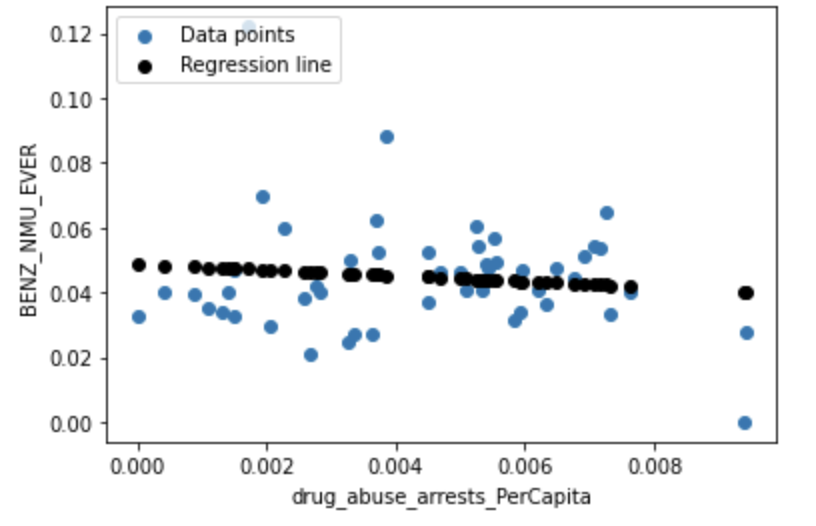 Data points
Regression line
0.12
0.10
0.08
0.06
0.04
0.02
0.00
BENZ_NMU_EVER
0.000 0.002 0.004 0.006 0.008
drug_abuse_arrests_PerCapita